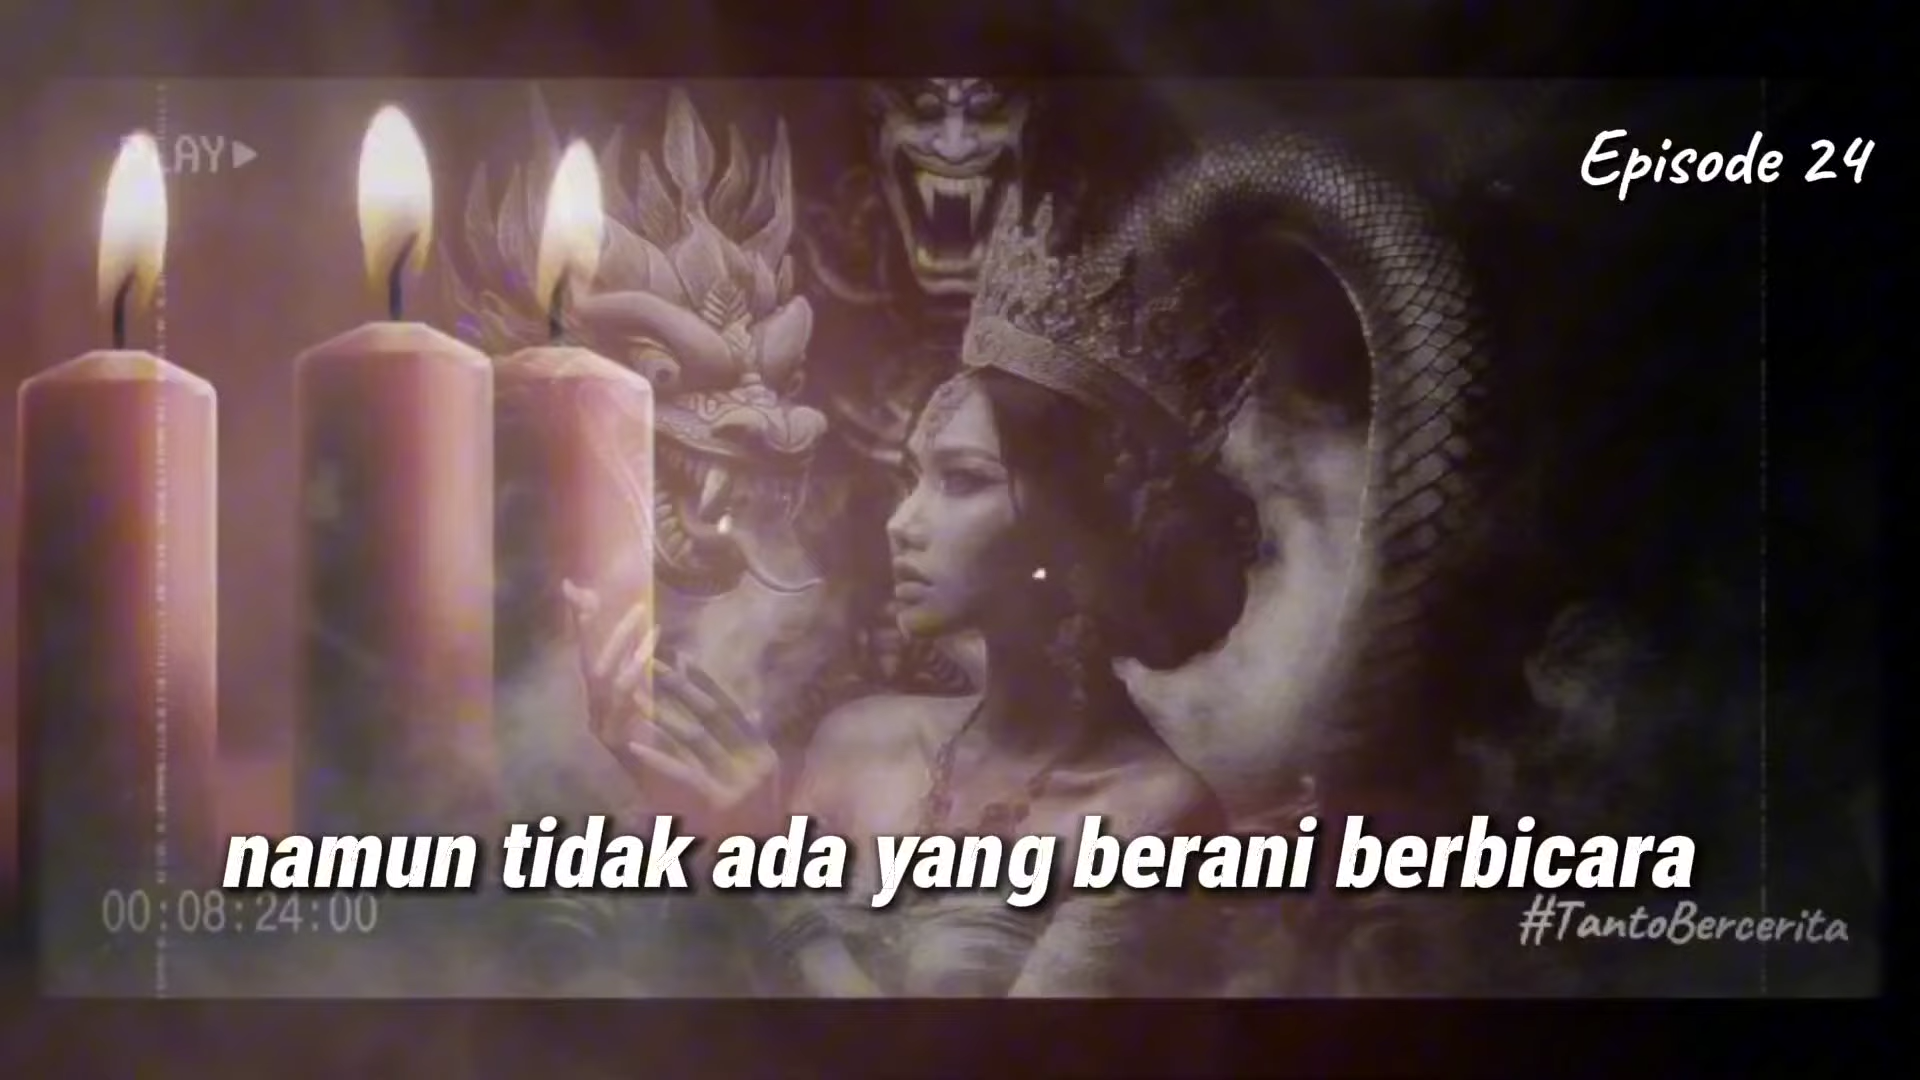 PLAY
Episode 24
namun tidak ada yang berani berbicara
00:08:24:00
#TantoBercerita